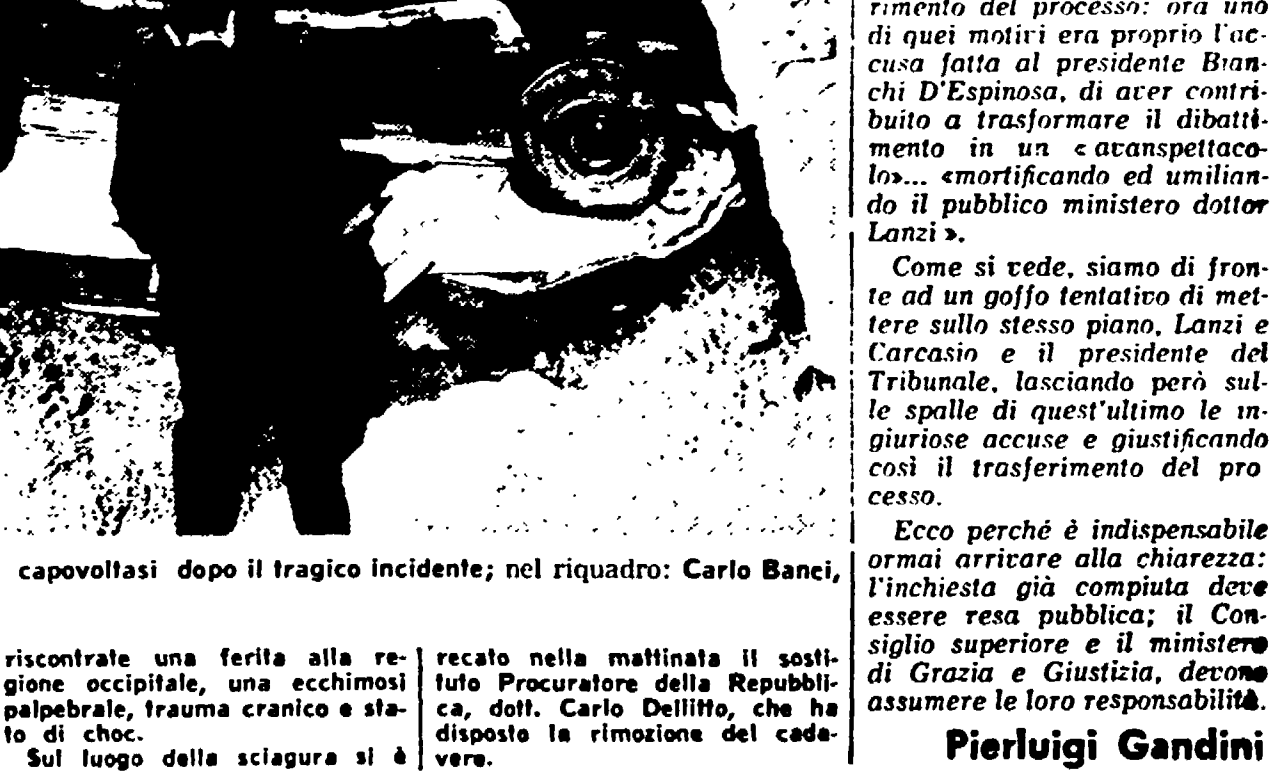 capovoltasi dopo il tragico incidente; nel riquadro: Carlo Banci,
riscontrate una ferita alla re-
gione occipitale, una ecchimosi
palpebrale, trauma cranico e sta-
to di choc.
Sul luogo della sciagura si è
recato nella mattinata il sosti-
tuto Procuratore della Repubbli-
ca, dott. Carlo Dellitto, che ha
disposto la rimozione del cada-
vere.
rimento del processo: ora uno
di quei motivi era proprio l'ac-
cusa fatta al presidente Bian-
chi D'Espinosa, di aver contri-
buito a trasformare il dibatti-
mento in un « avanspettaco-
lo»... «mortificando ed umilian-
do il pubblico ministero dottor
Lanzi ».
Come si vede, siamo di fron-
te ad un goffo tentativo di met-
tere sullo stesso piano, Lanzi e
Carcasio e il presidente del
Tribunale, lasciando però sul-
le spalle di quest'ultimo le in-
giuriose accuse e giustificando
così il trasferimento del pro
cesso.
Ecco perché è indispensabile
ormai arrivare alla chiarezza:
l'inchiesta già compiuta deve
essere resa pubblica; il Con-
siglio superiore e il ministero
di Grazia e Giustizia, devono
assumere le loro responsabilità.
Pierluigi Gandini